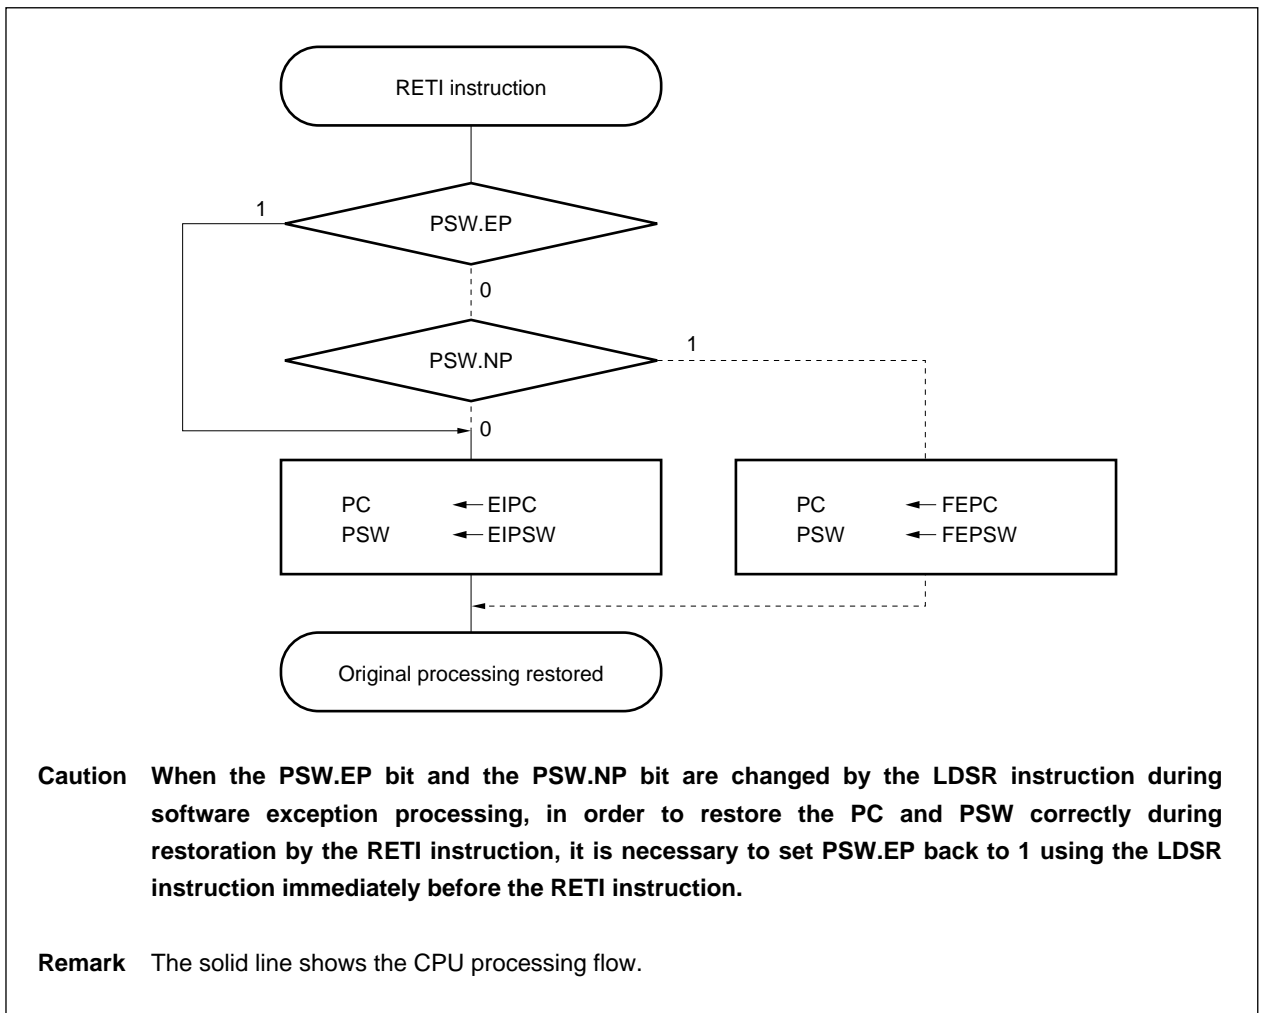 RETI instruction
1
PSW.EP
0
1
PSW.NP
0
PC EIPC
PSW EIPSW
PC FEPC
PSW FEPSW
Original processing restored
Caution When the PSW.EP bit and the PSW.NP bit are changed by the LDSR instruction during
software exception processing, in order to restore the PC and PSW correctly during
restoration by the RETI instruction, it is necessary to set PSW.EP back to 1 using the LDSR
instruction immediately before the RETI instruction.
Remark The solid line shows the CPU processing flow.